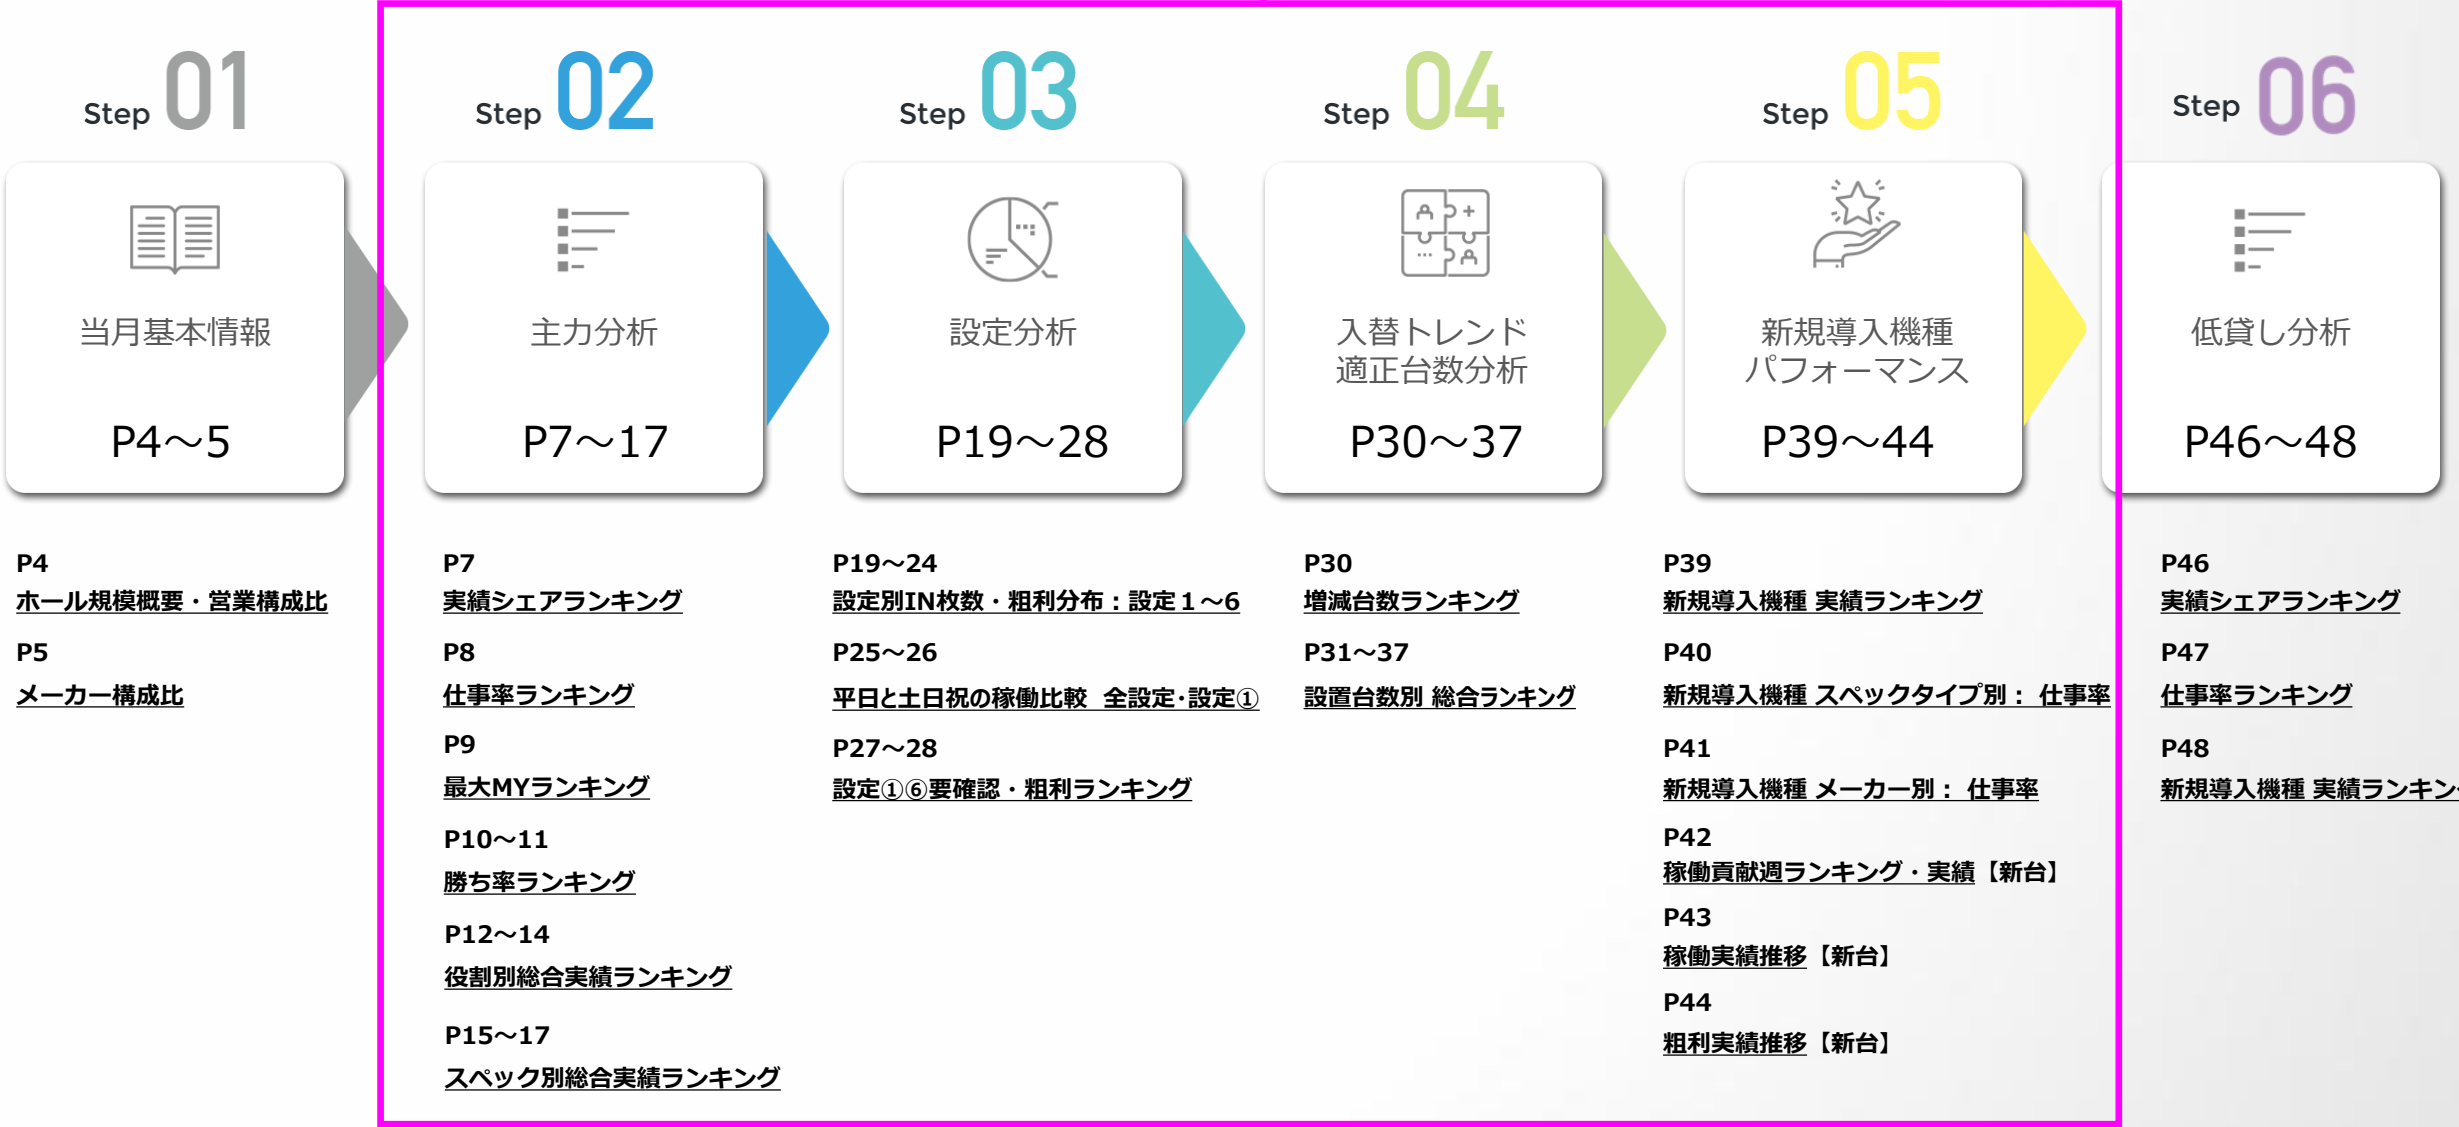 Step 01
当月基本情報
P4～5
P4
ホール規模概要・営業構成比
P5
メーカー構成比
Step 02
主力分析
P7～17
P7
実績シェアランキング
P8
仕事率ランキング
P9
最大MYランキング
P10～11
勝ち率ランキング
P12～14
役割別総合実績ランキング
P15～17
スペック別総合実績ランキング
Step 03
設定分析
P19～28
P19～24
設定別IN枚数・粗利分布：設定１～6
P25～26
平日と土日祝の稼働比較 全設定・設定①
P27～28
設定①⑥要確認・粗利ランキング
Step 04
入替トレンド
適正台数分析
P30～37
P30
増減台数ランキング
P31～37
設置台数別 総合ランキング
Step 05
新規導入機種
パフォーマンス
P39～44
P39
新規導入機種 実績ランキング
P40
新規導入機種 スペックタイプ別： 仕事率
P41
新規導入機種 メーカー別： 仕事率
P42
稼働貢献週ランキング・実績【新台】
P43
稼働実績推移【新台】
P44
粗利実績推移【新台】
Step 06
低貸し分析
P46～48
P46
実績シェアランキング
P47
仕事率ランキング
P48
新規導入機種 実績ランキン